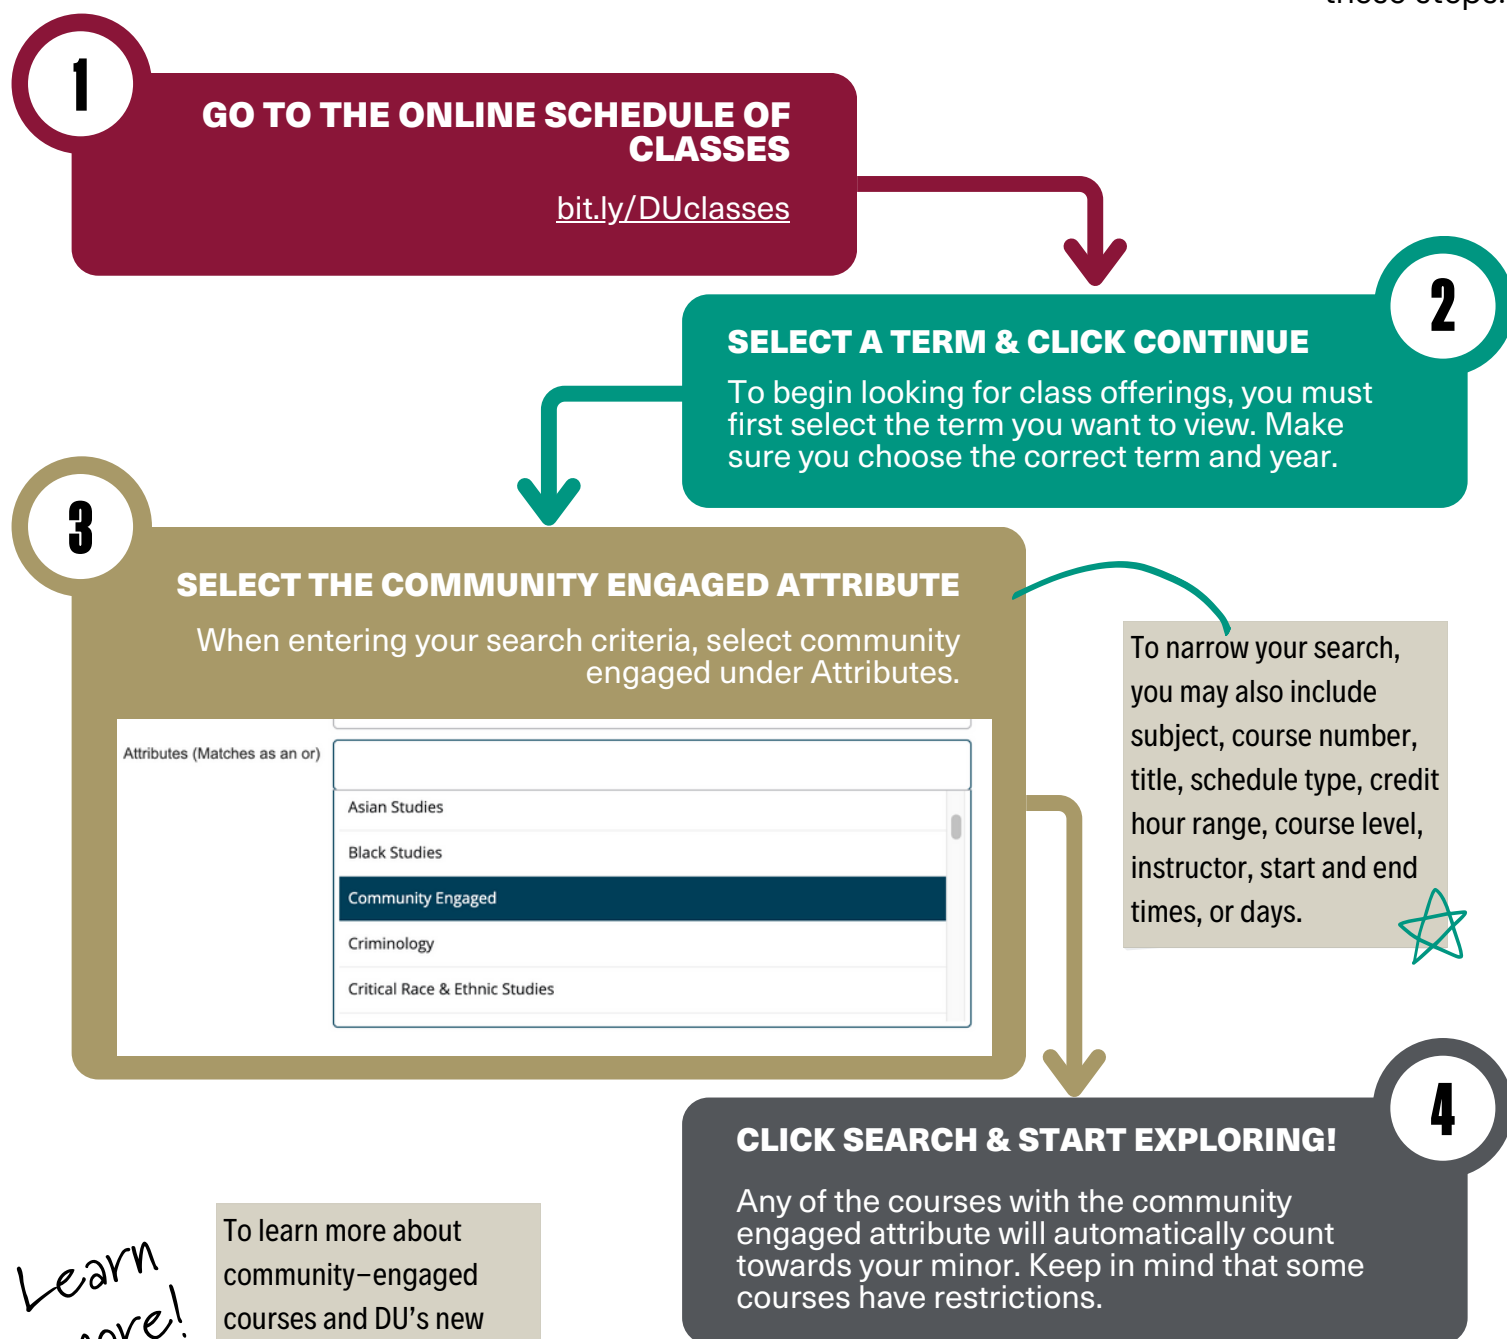 these steps.
1
GO TO THE ONLINE SCHEDULE OF
CLASSES
bit.ly/DUclasses
2
SELECT A TERM & CLICK CONTINUE
To begin looking for class offerings, you must
first select the term you want to view. Make
sure you choose the correct term and year.
3
SELECT THE COMMUNITY ENGAGED ATTRIBUTE
When entering your search criteria, select community
engaged under Attributes.
Attributes (Matches as an or)
Asian Studies
Black Studies
Community Engaged
Criminology
Critical Race & Ethnic Studies
To narrow your search,
you may also include
subject, course number,
title, schedule type, credit
hour range, course level,
instructor, start and end
times, or days.
4
CLICK SEARCH & START EXPLORING!
Any of the courses with the community
engaged attribute will automatically count
towards your minor. Keep in mind that some
courses have restrictions.
Learn
more!
To learn more about
community-engaged
courses and DU's new